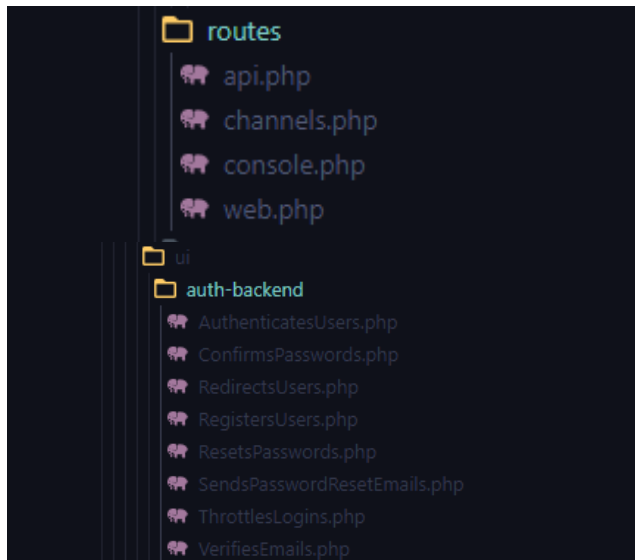 routes
api.php
channels.php
console.php
web.php
ui
auth-backend
AuthenticatesUsers.php
ConfirmsPasswords.php
RedirectsUsers.php
RegistersUsers.php
ResetsPasswords.php
SendsPasswordResetEmails.php
ThrottlesLogins.php
VerifiesEmails.php